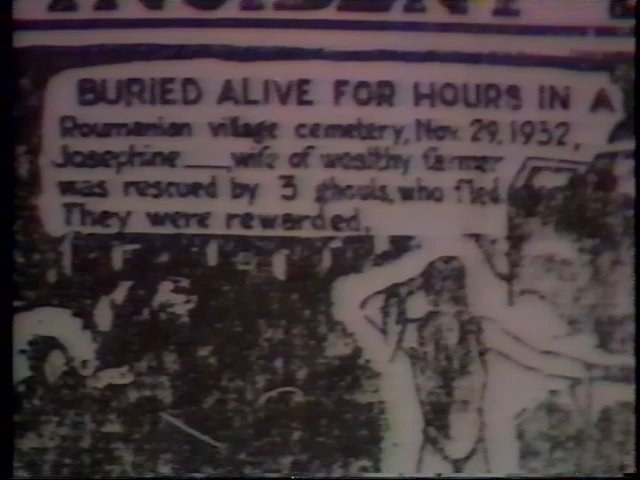 BURIED ALIVE FOR HOURS IN A
Roumanian village cemetery, Nov. 29, 1932,
Josephine ___ wife of wealthy farmer
was rescued by 3 ghouls, who fled.
They were rewarded.